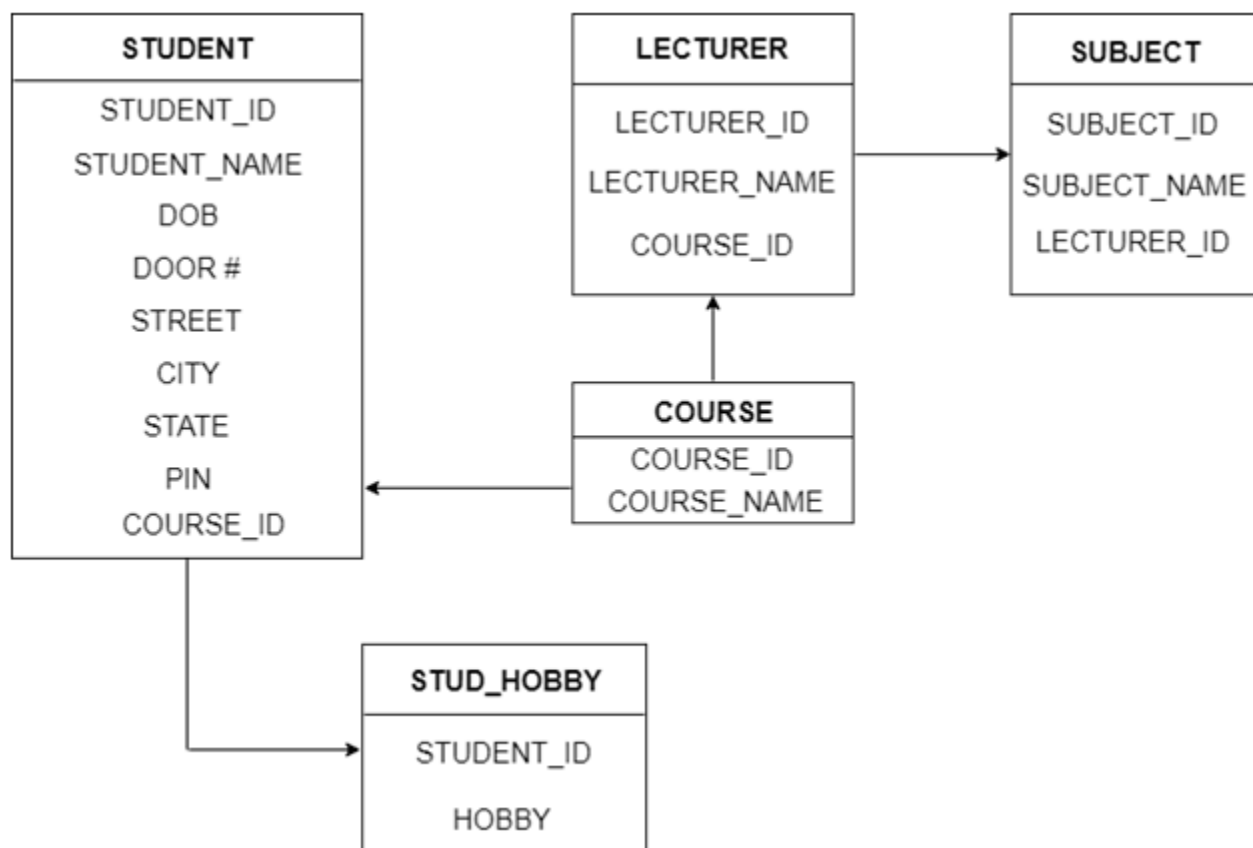 STUDENT
STUDENT_ID
STUDENT_NAME
DOB
DOOR #
STREET
CITY
STATE
PIN
COURSE_ID
LECTURER
LECTURER_ID
LECTURER_NAME
COURSE_ID
SUBJECT
SUBJECT_ID
SUBJECT_NAME
LECTURER_ID
COURSE
COURSE_ID
COURSE_NAME
STUD_HOBBY
STUDENT_ID
HOBBY